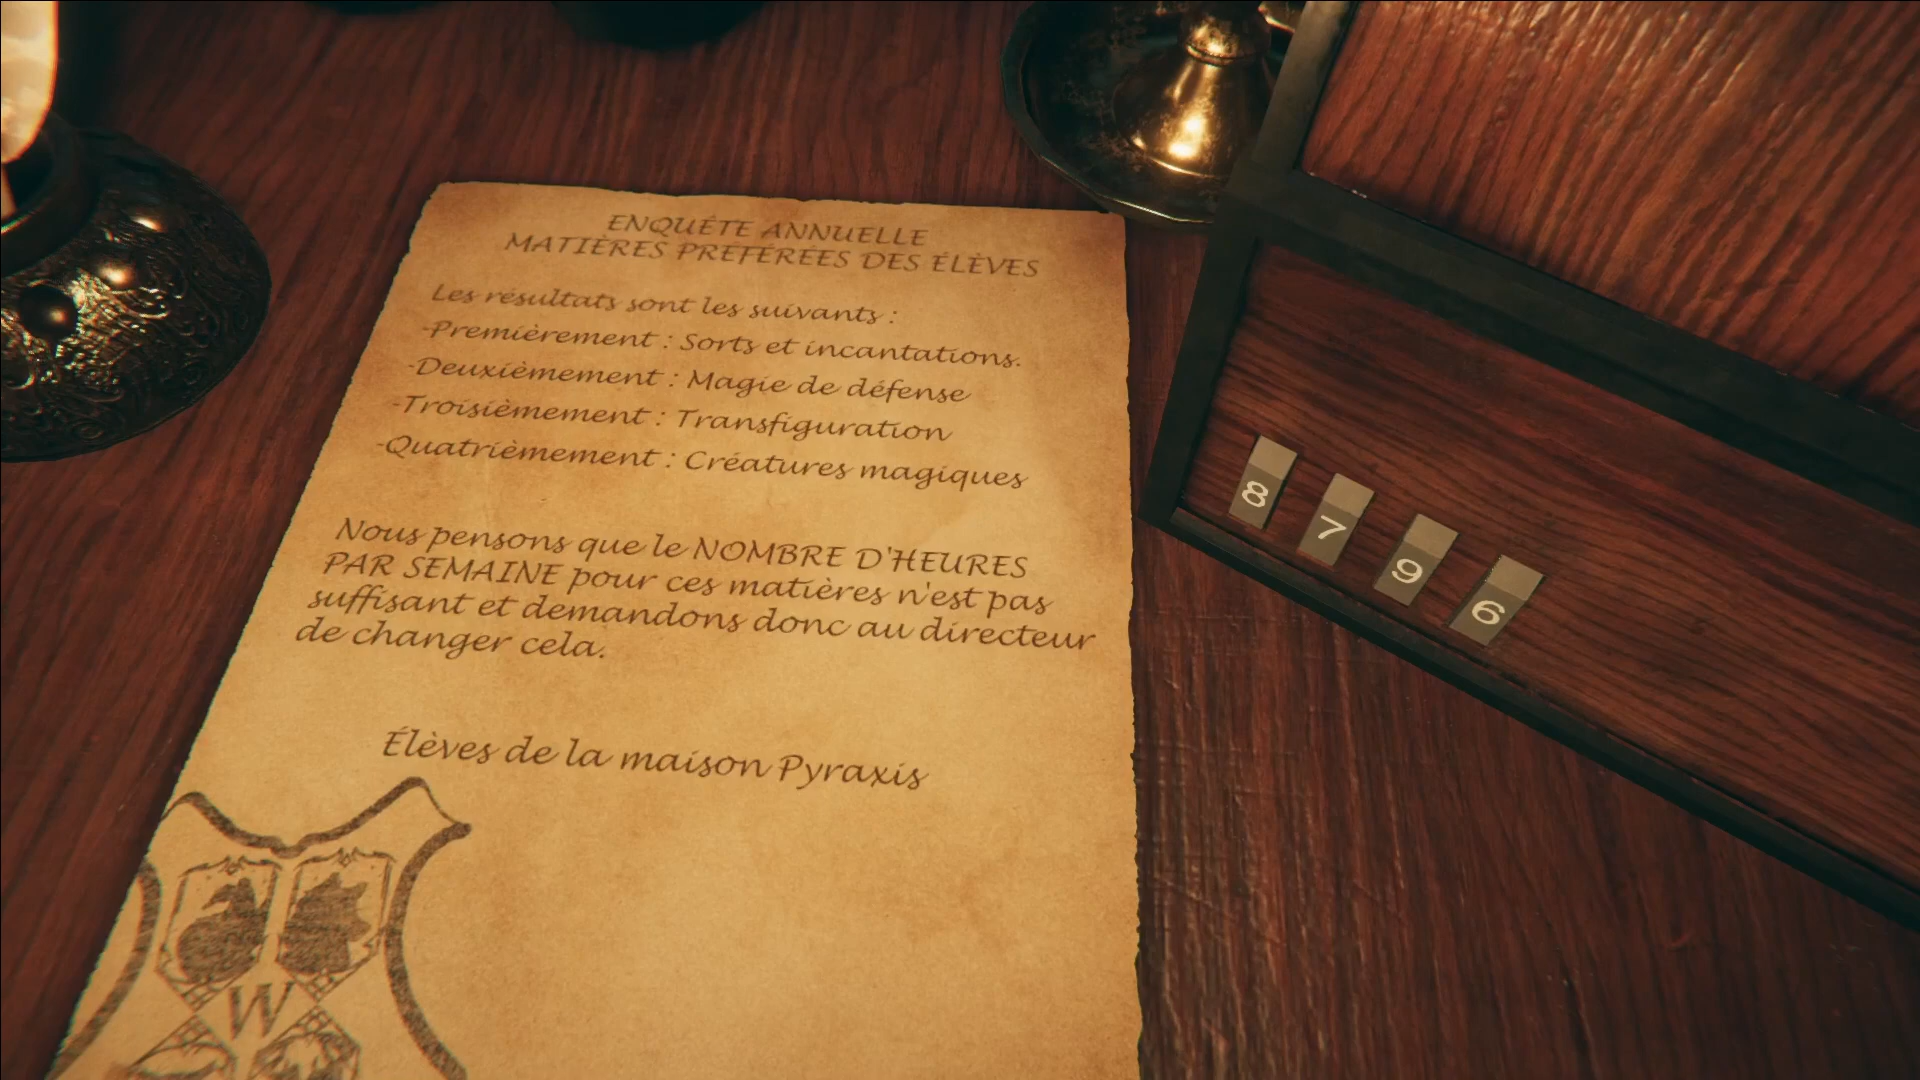 ENQUÊTE ANNUELLE
MATIÈRES PRÉFÉRÉES DES ÉLÈVES
Les résultats sont les suivants :
-Premièrement : Sorts et incantations.
-Deuxièmement : Magie de défense
-Troisièmement : Transfiguration
-Quatrièmement : Créatures magiques
Nous pensons que le NOMBRE D'HEURES
PAR SEMAINE pour ces matières n'est pas
suffisant et demandons donc au directeur
de changer cela.
Élèves de la maison Pyraxis
W
8 7 9 6